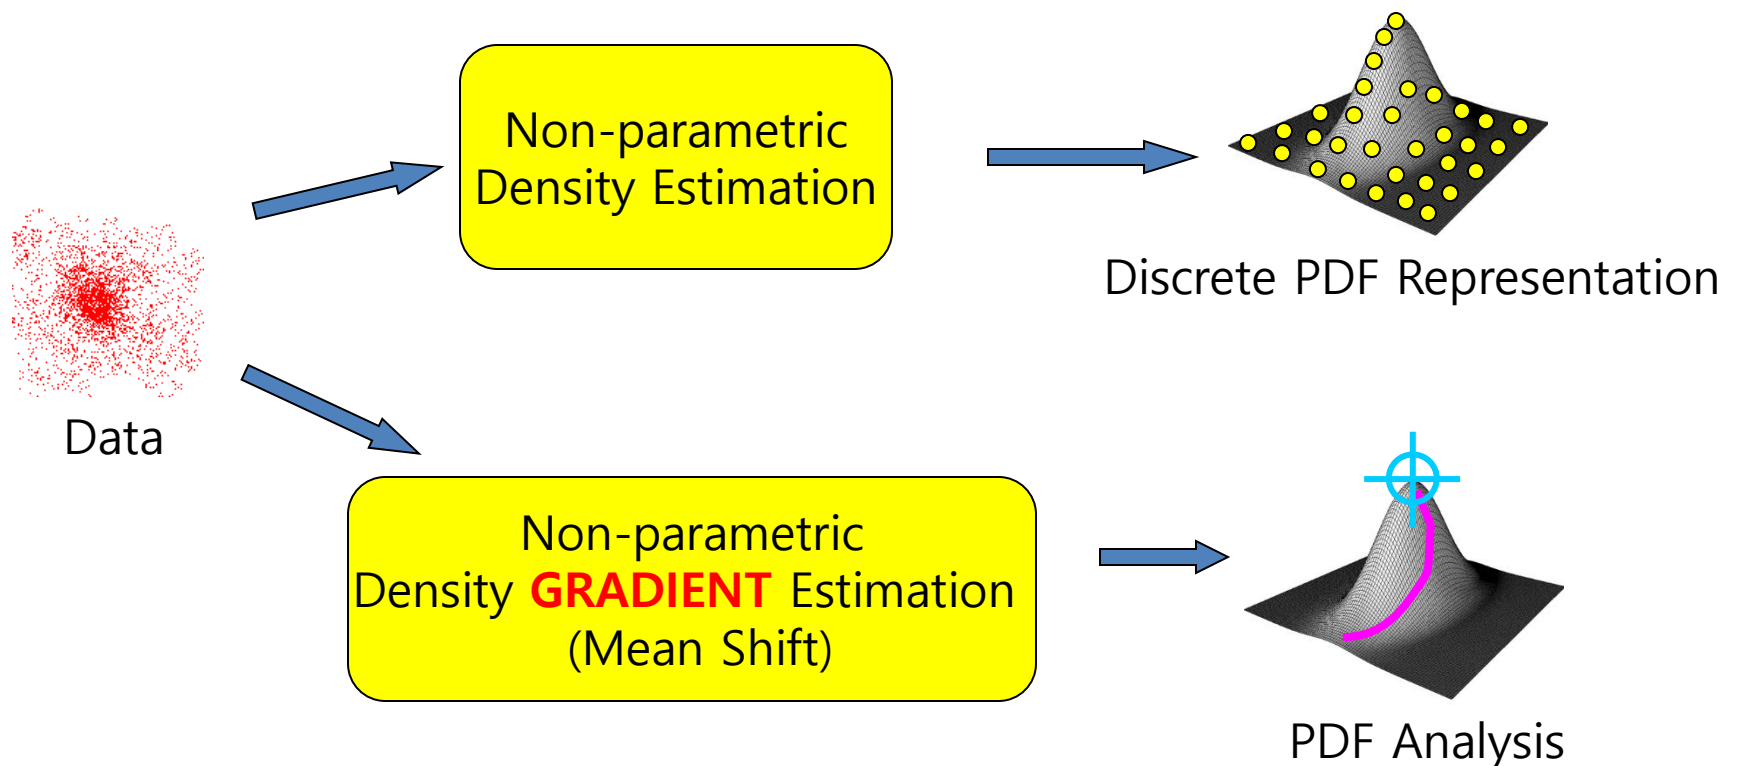 Non-parametric
Density Estimation
Discrete PDF Representation
Data
Non-parametric
Density GRADIENT Estimation
(Mean Shift)
PDF Analysis